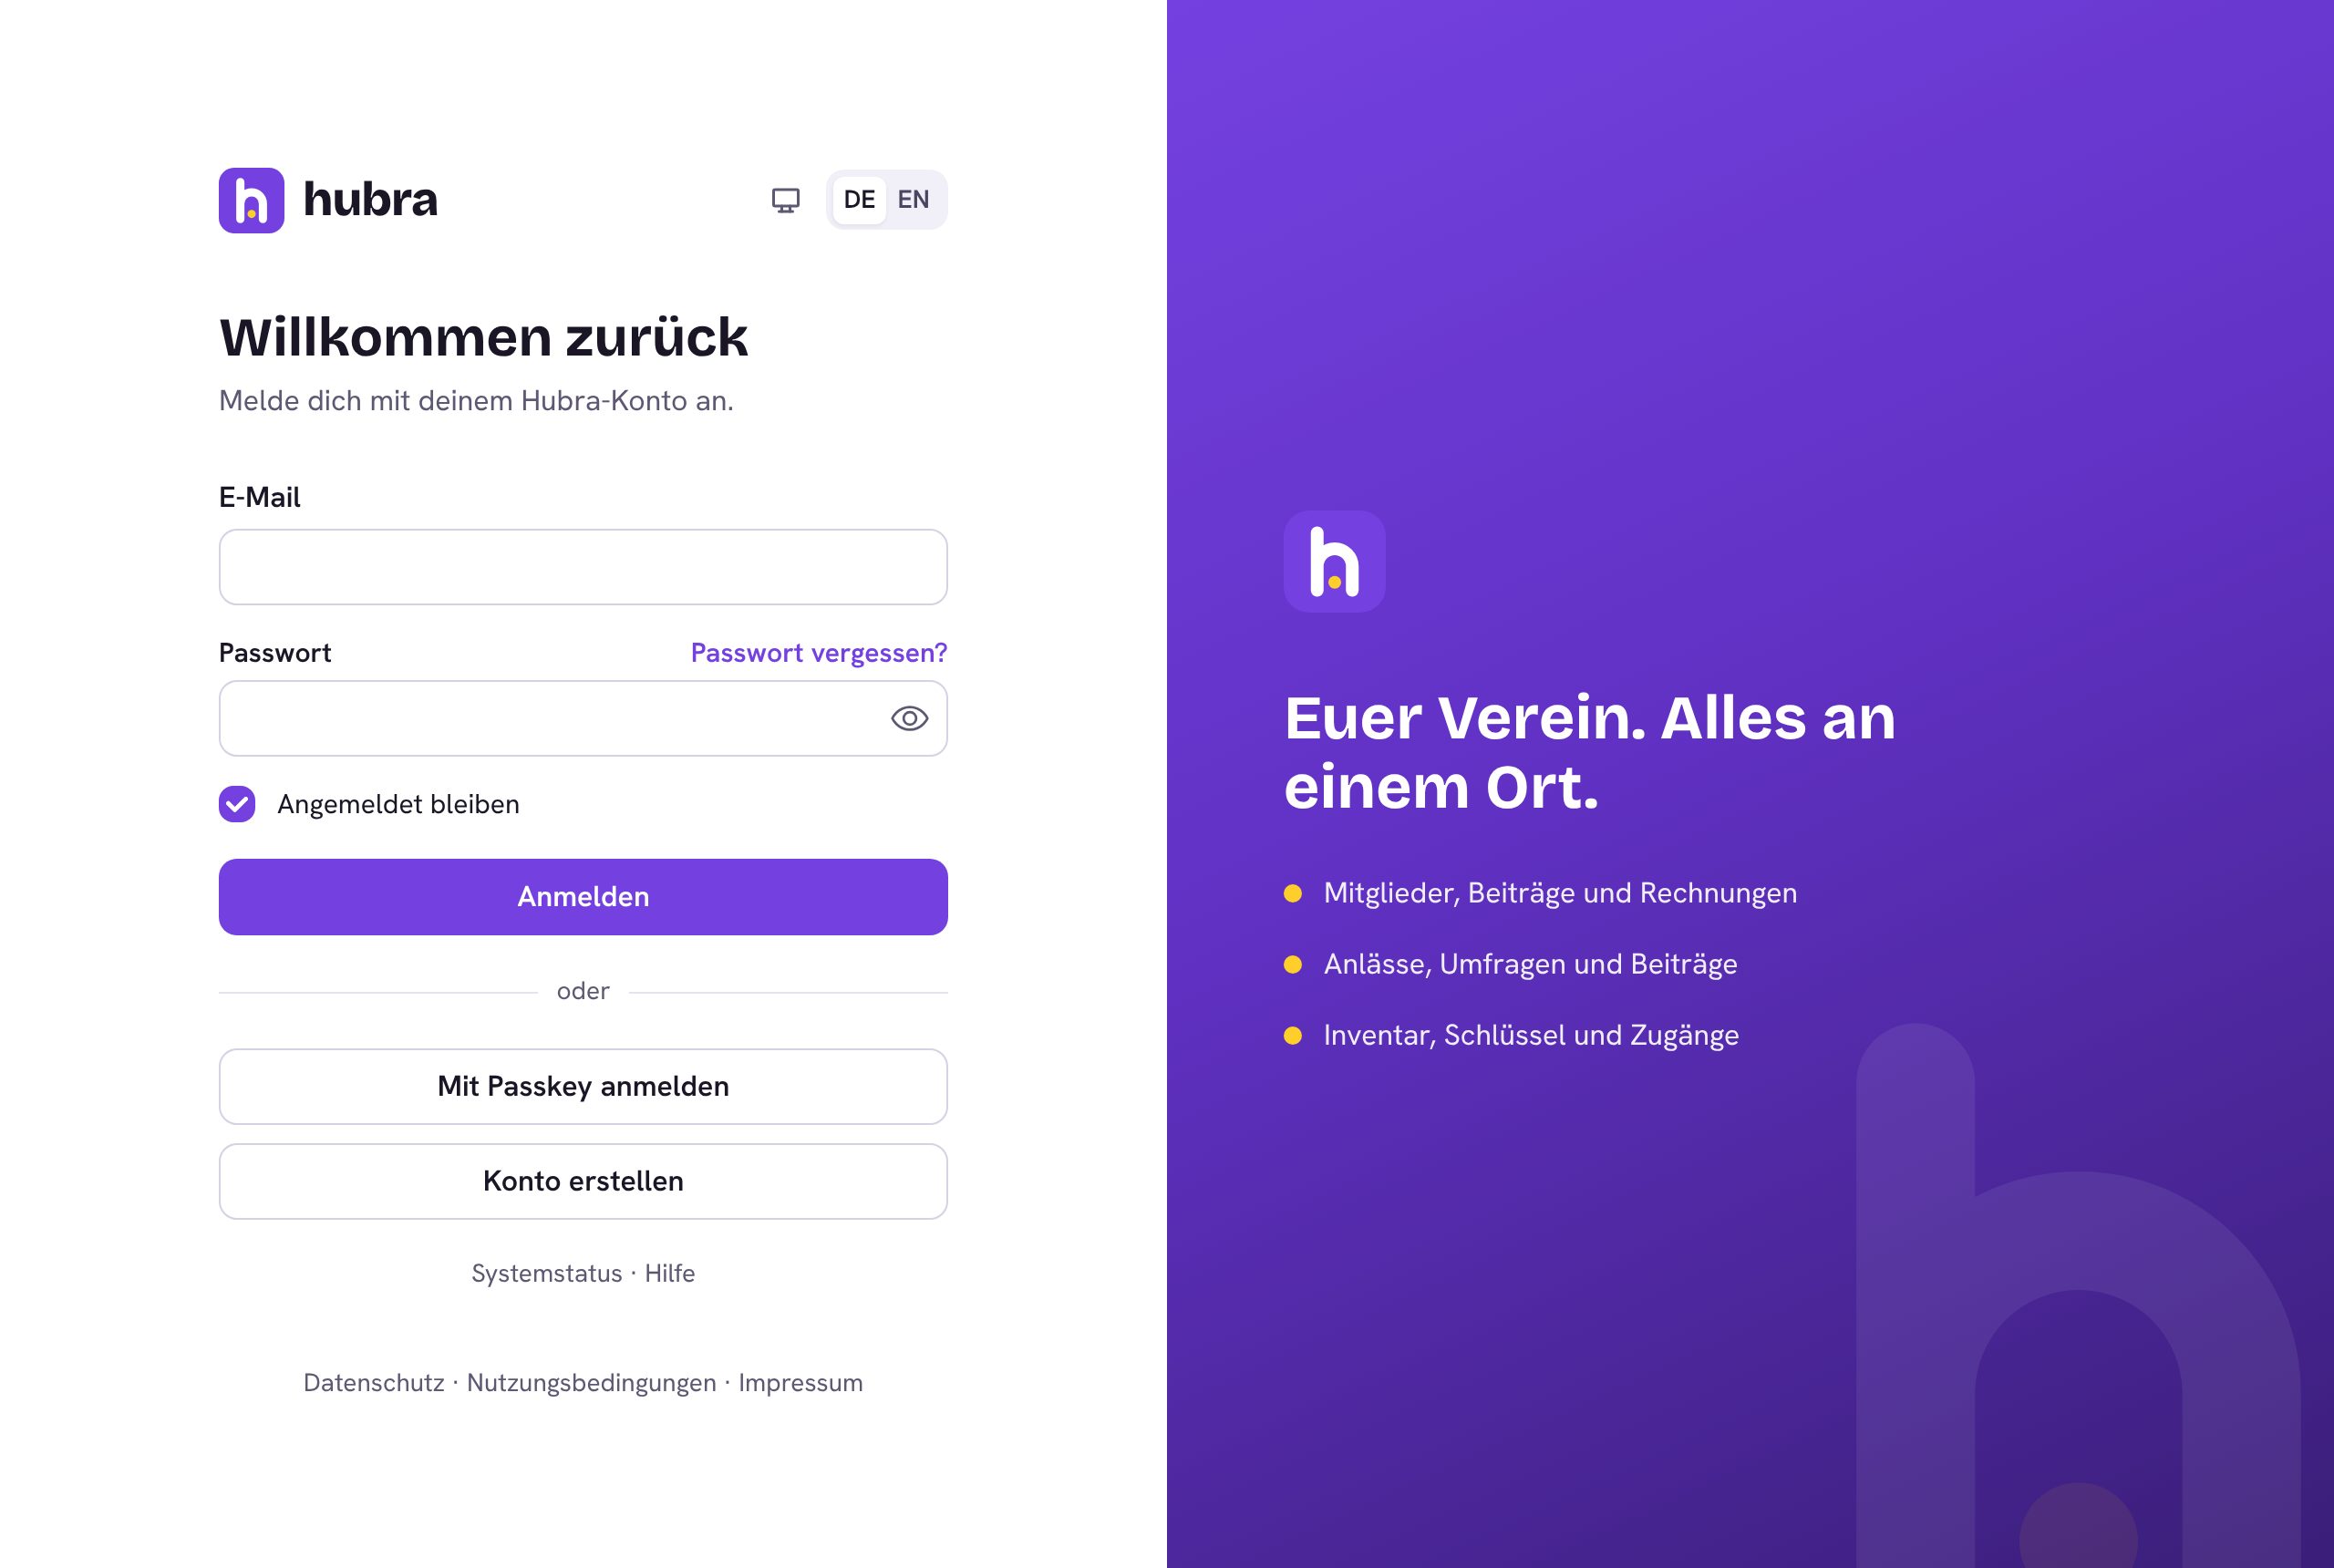 hubra
DE EN
Willkommen zurück
Melde dich mit deinem Hubra-Konto an.
E-Mail
Passwort
Passwort vergessen?
Angemeldet bleiben
Anmelden
oder
Mit Passkey anmelden
Konto erstellen
Systemstatus · Hilfe
Datenschutz · Nutzungsbedingungen · Impressum
Euer Verein. Alles an
einem Ort.
Mitglieder, Beiträge und Rechnungen
Anlässe, Umfragen und Beiträge
Inventar, Schlüssel und Zugänge